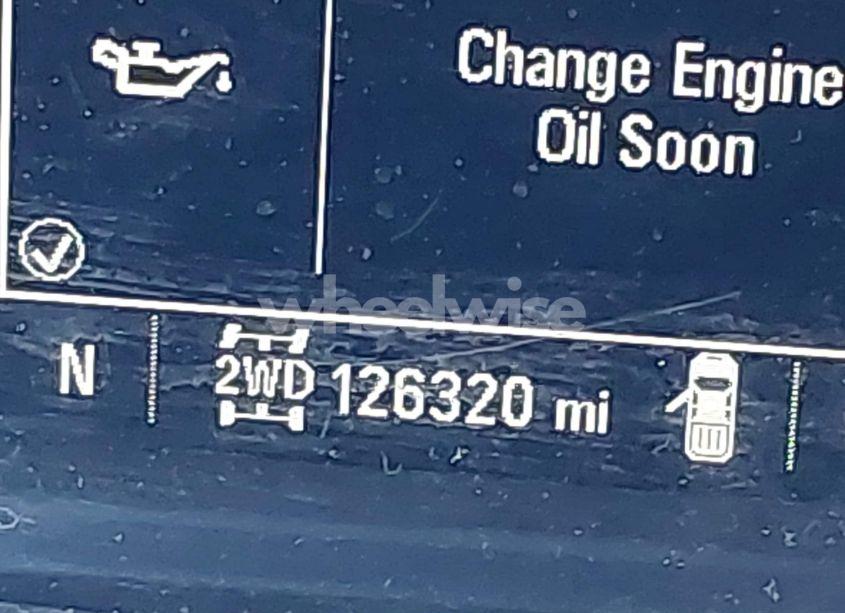 Change Engine
Oil Soon
wheelwise
N
2WD 126320 mi